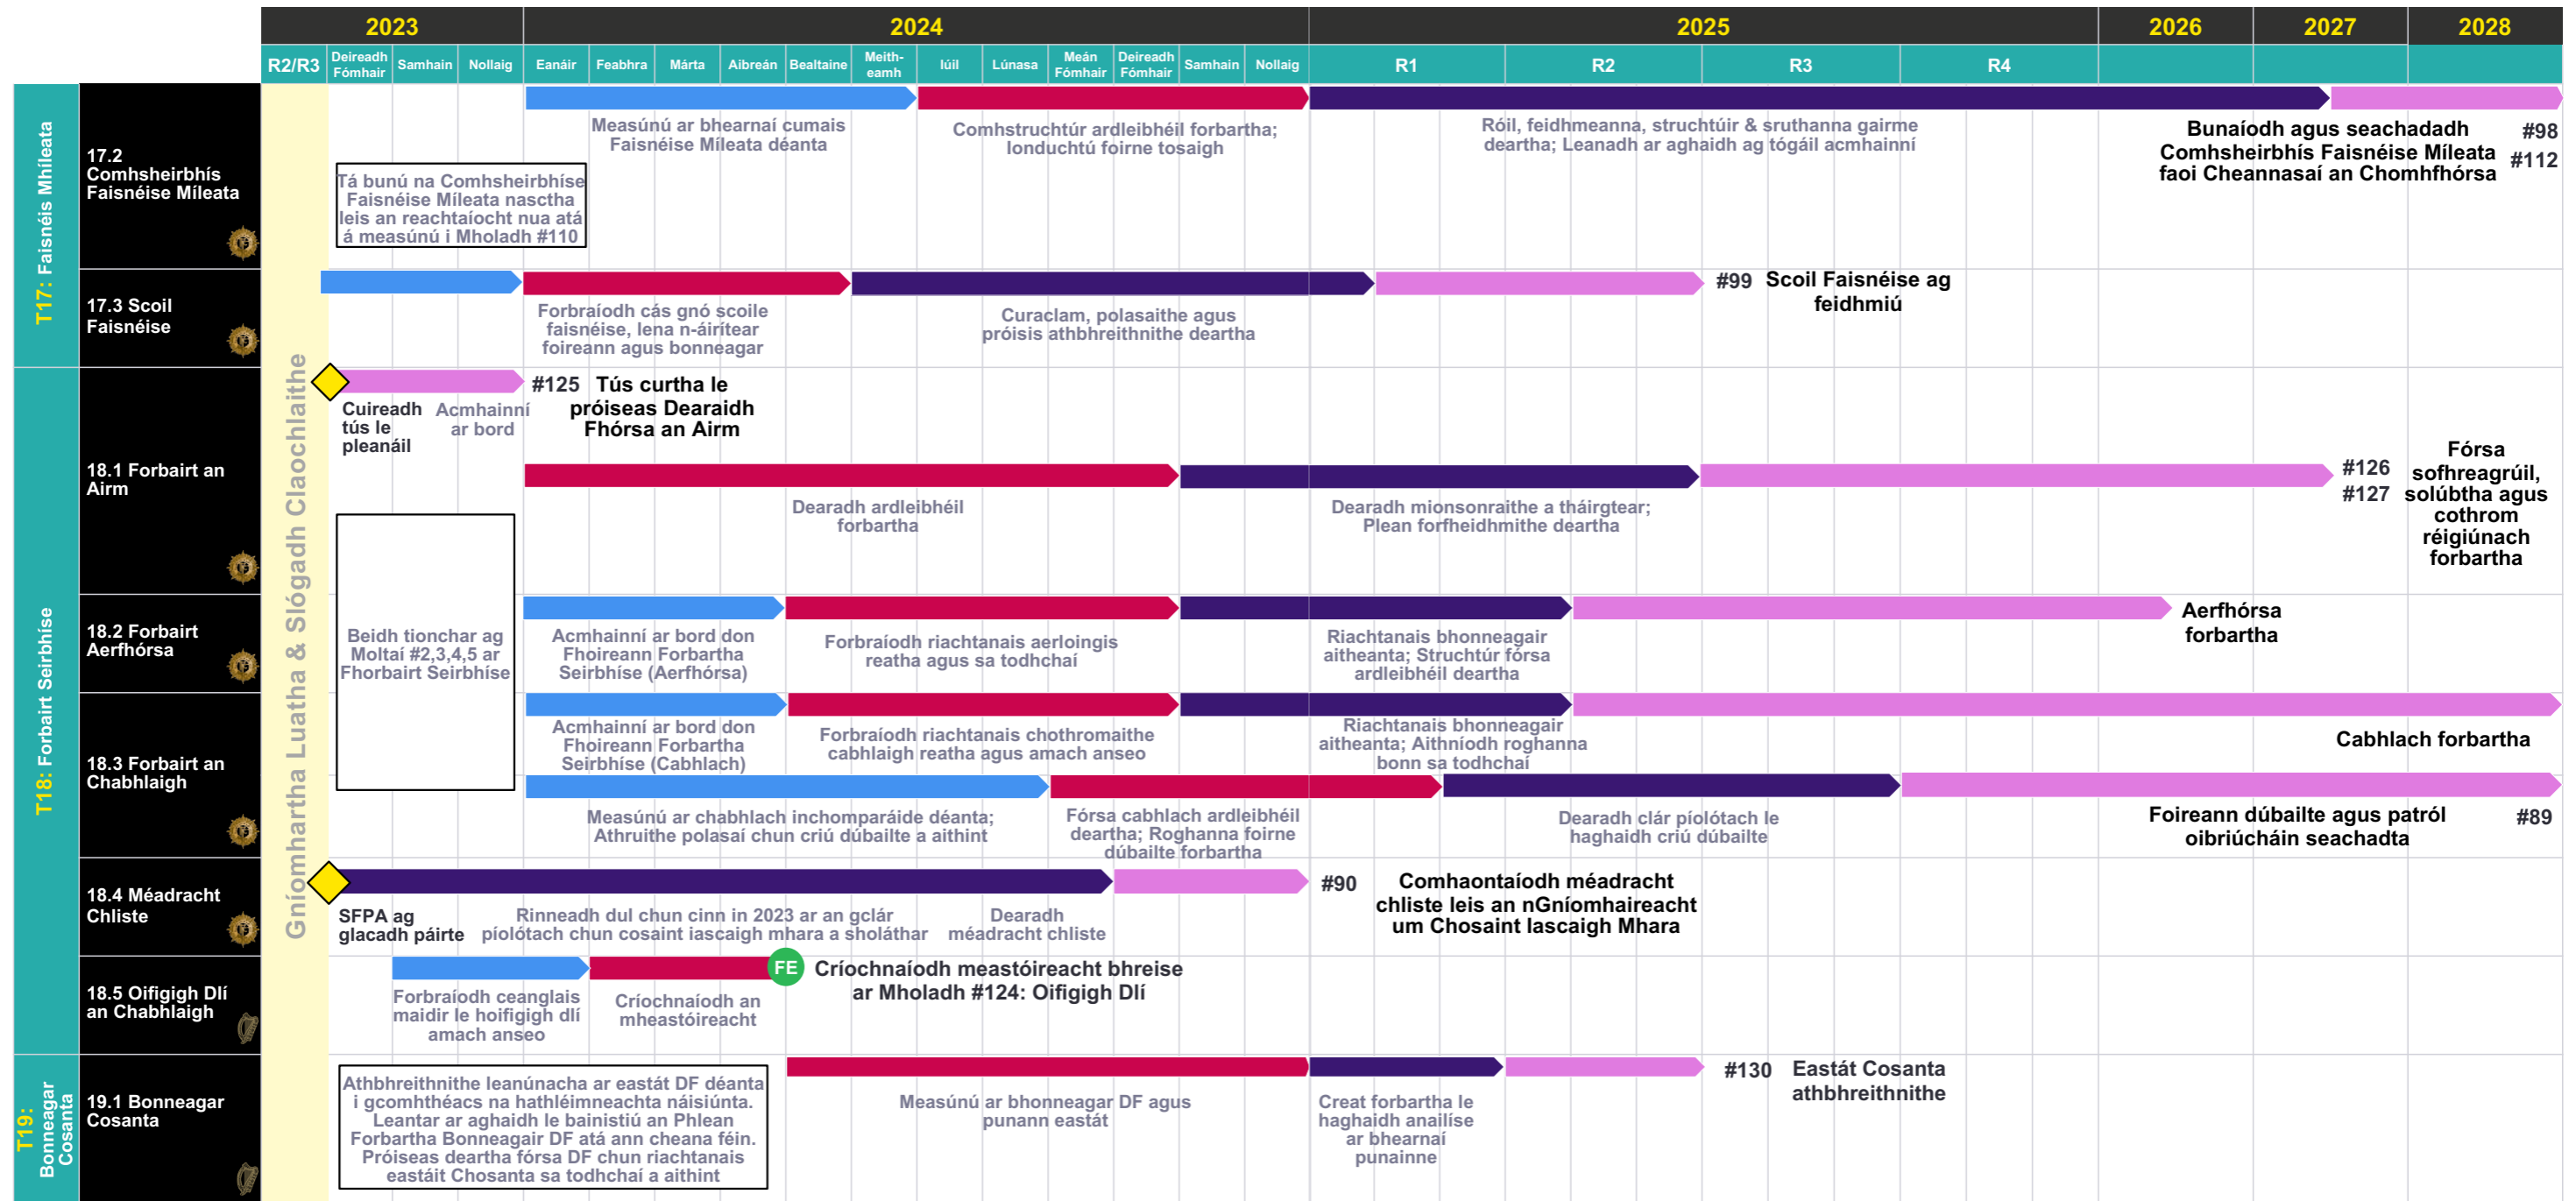 2023 2024 2025 2026 2027 2028
R2/R3 Deireadh Fómhair Samhain Nollaig Eanáir Feabhra Márta Aibreán Bealtaine Meith-eamh Iúil Lúnasa Meán Fómhair Deireadh Fómhair Samhain Nollaig R1 R2 R3 R4
Gníomhartha Luatha & Slógadh Claochlaithe
T17: Faisnéis Mhíleata
17.2
Comhsheirbhís
Faisnéise Míleata
Measúnú ar bhearnaí cumais
Faisnéise Míleata déanta
Comhstruchtúr ardleibhéil forbartha;
Ionduchtú foirne tosaigh
Róil, feidhmeanna, struchtúir & sruthanna gairme
deartha; Leanadh ar aghaidh ag tógáil acmhainní
Bunaíodh agus seachadadh
Comhsheirbhís Faisnéise Míleata
faoi Cheannasaí an Chomhfhórsa
#98
#112
Tá bunú na Comhsheirbhíse
Faisnéise Míleata nasctha
leis an reachtaíocht nua atá
á measúnú i Mholadh #110
17.3 Scoil
Faisnéise
Forbraíodh cás gnó scoile
faisnéise, lena n-áirítear
foireann agus bonneagar
Curaclam, polasaithe agus
próisis athbhreithnithe deartha
#99 Scoil Faisnéise ag
feidhmiú
T18: Forbairt Seirbhíse
18.1 Forbairt an
Airm
Cuireadh
tús le
pleanáil
Acmhainní
ar bord
#125 Tús curtha le
próiseas Dearaidh
Fhórsa an Airm
Dearadh ardleibhéil
forbartha
Dearadh mionsonraithe a tháirgtear;
Plean forfheidhmithe deartha
#126
#127
Fórsa
sofhreagrúil,
solúbtha agus
cothrom
réigiúnach
forbartha
Beidh tionchar ag
Moltaí #2,3,4,5 ar
Fhorbairt Seirbhíse
18.2 Forbairt
Aerfhórsa
Acmhainní ar bord don
Fhoireann Forbartha
Seirbhíse (Aerfhórsa)
Forbraíodh riachtanais aerloingis
reatha agus sa todhchaí
Riachtanais bhonneagair
aitheanta; Struchtúr fórsa
ardleibhéil deartha
Aerfhórsa
forbartha
18.3 Forbairt an
Chabhlaigh
Acmhainní ar bord don
Fhoireann Forbartha
Seirbhíse (Cabhlach)
Forbraíodh riachtanais chothromaithe
cabhlaigh reatha agus amach anseo
Riachtanais bhonneagair
aitheanta; Aithníodh roghanna
bonn sa todhchaí
Cabhlach forbartha
Measúnú ar chabhlach inchomparáide déanta;
Athruithe polasaí chun criú dúbailte a aithint
Fórsa cabhlach ardleibhéil
deartha; Roghanna foirne
dúbailte forbartha
Dearadh clár píolótach le
haghaidh criú dúbailte
Foireann dúbailte agus patról
oibriúcháin seachadta
#89
18.4 Méadracht
Chliste
SFPA ag
glacadh páirte
Rinneadh dul chun cinn in 2023 ar an gclár
píolótach chun cosaint iascaigh mhara a sholáthar
Dearadh
méadracht chliste
#90 Comhaontaíodh méadracht
chliste leis an nGníomhaireacht
um Chosaint Iascaigh Mhara
18.5 Oifigigh Dlí
an Chabhlaigh
Forbraíodh ceanglais
maidir le hoifigigh dlí
amach anseo
Críochnaíodh an
mheastóireacht
FE
Críochnaíodh meastóireacht bhreise
ar Mholadh #124: Oifigigh Dlí
T19:
Bonneagar
Cosanta
19.1 Bonneagar
Cosanta
Athbhreithnithe leanúnacha ar eastát DF déanta
i gcomhthéacs na hathléimneachta náisiúnta.
Leantar ar aghaidh le bainistiú an Phlean
Forbartha Bonneagair DF atá ann cheana féin.
Próiseas deartha fórsa DF chun riachtanais
eastáit Chosanta sa todhchaí a aithint
Measúnú ar bhonneagar DF agus
punann eastát
Creat forbartha le
haghaidh anailíse
ar bhearnaí
punainne
#130 Eastát Cosanta
athbhreithnithe